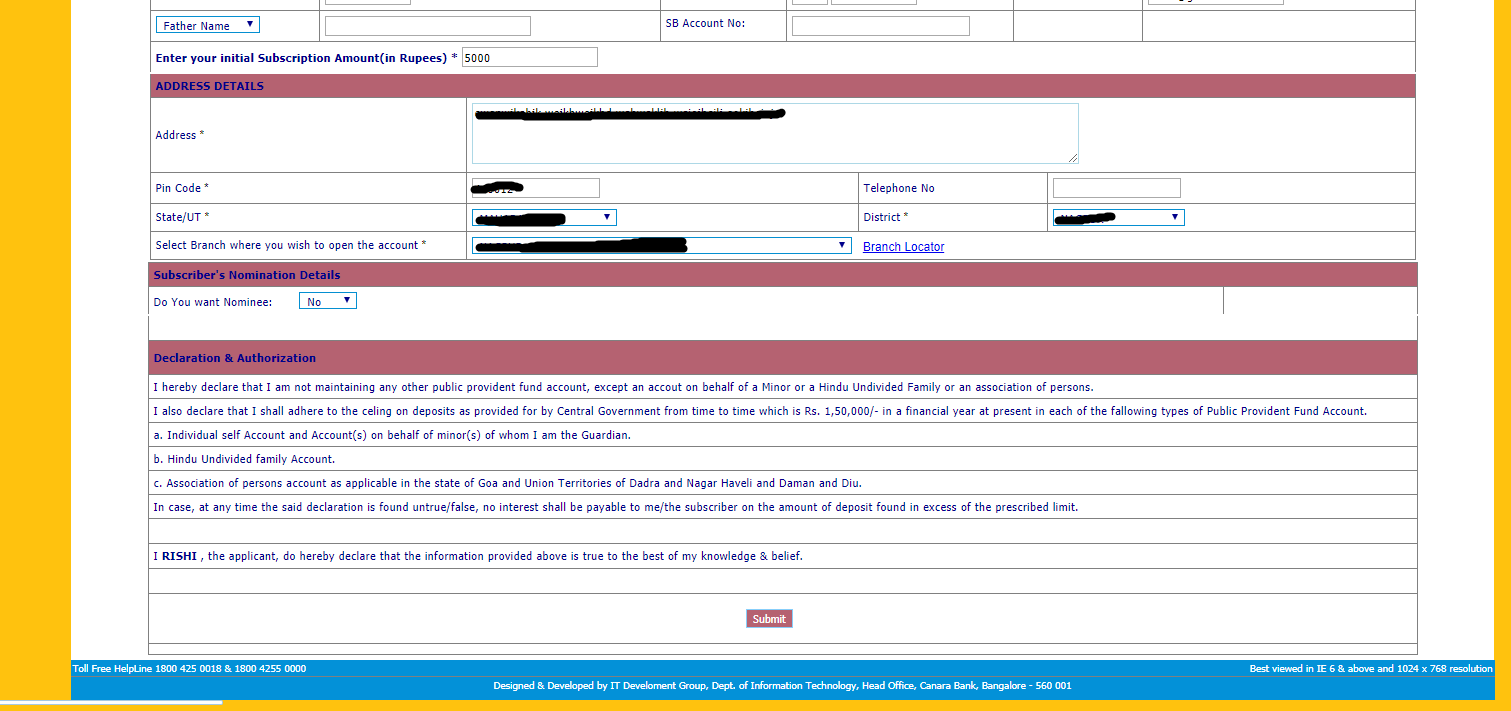 Father Name SB Account No:
Enter your initial Subscription Amount(in Rupees) * 5000
ADDRESS DETAILS
Address *
Pin Code * Telephone No
State/UT * District *
Select Branch where you wish to open the account * Branch Locator
Subscriber's Nomination Details
Do You want Nominee: No
Declaration & Authorization
I hereby declare that I am not maintaining any other public provident fund account, except an accout on behalf of a Minor or a Hindu Undivided Family or an association of persons.
I also declare that I shall adhere to the celing on deposits as provided for by Central Government from time to time which is Rs. 1,50,000/- in a financial year at present in each of the fallowing types of Public Provident Fund Account.
a. Individual self Account and Account(s) on behalf of minor(s) of whom I am the Guardian.
b. Hindu Undivided family Account.
c. Association of persons account as applicable in the state of Goa and Union Territories of Dadra and Nagar Haveli and Daman and Diu.
In case, at any time the said declaration is found untrue/false, no interest shall be payable to me/the subscriber on the amount of deposit found in excess of the prescribed limit.
I RISHI , the applicant, do hereby declare that the information provided above is true to the best of my knowledge & belief.
Submit
Toll Free HelpLine 1800 425 0018 & 1800 4255 0000 Best viewed in IE 6 & above and 1024 x 768 resolution
Designed & Developed by IT Develoment Group, Dept. of Information Technology, Head Office, Canara Bank, Bangalore - 560 001